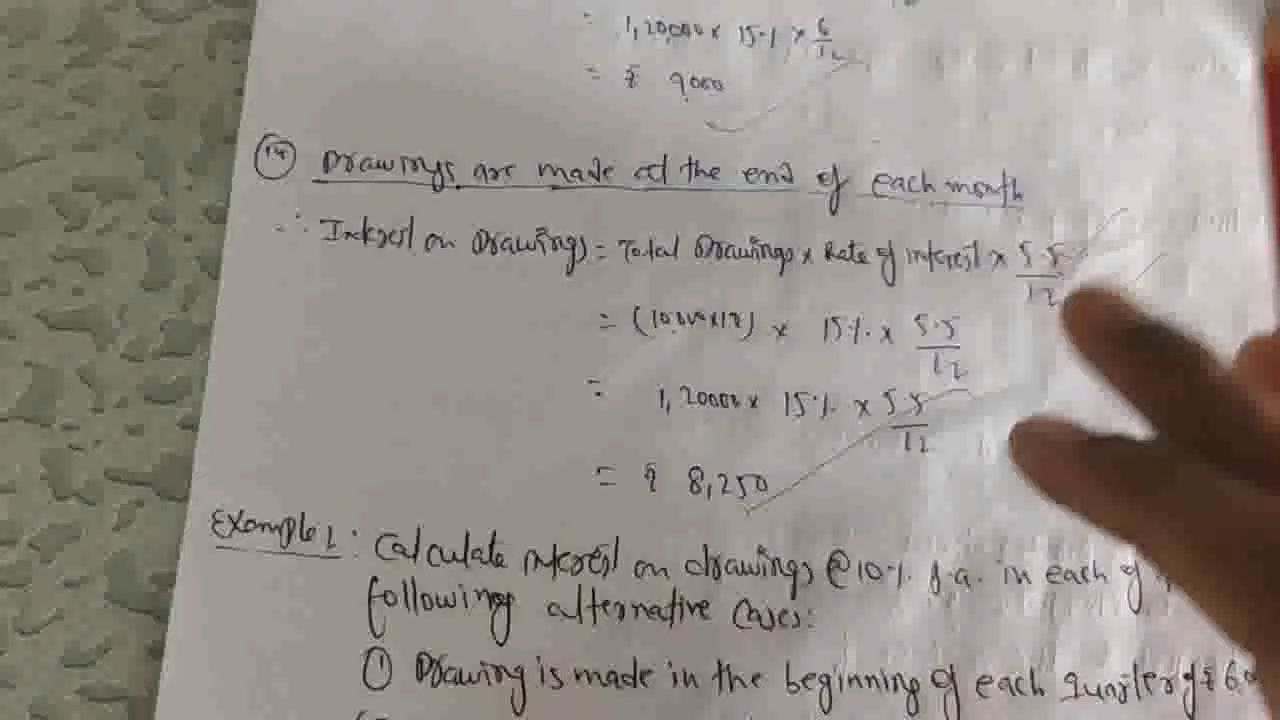 = 1,20,000 × 15% × 6/12
= ₹ 9,000
Drawings are made at the end of each month
∴ Interest on Drawings = Total Drawings × Rate of interest × 5.5/12
= (10,000×12) × 15% × 5.5/12
= 1,20000 × 15% × 5.5/12
= ₹ 8,250
Example 2: Calculate interest on drawings @ 10% p.a. in each of
following alternative cases:
① Drawing is made in the beginning of each quarter of ₹